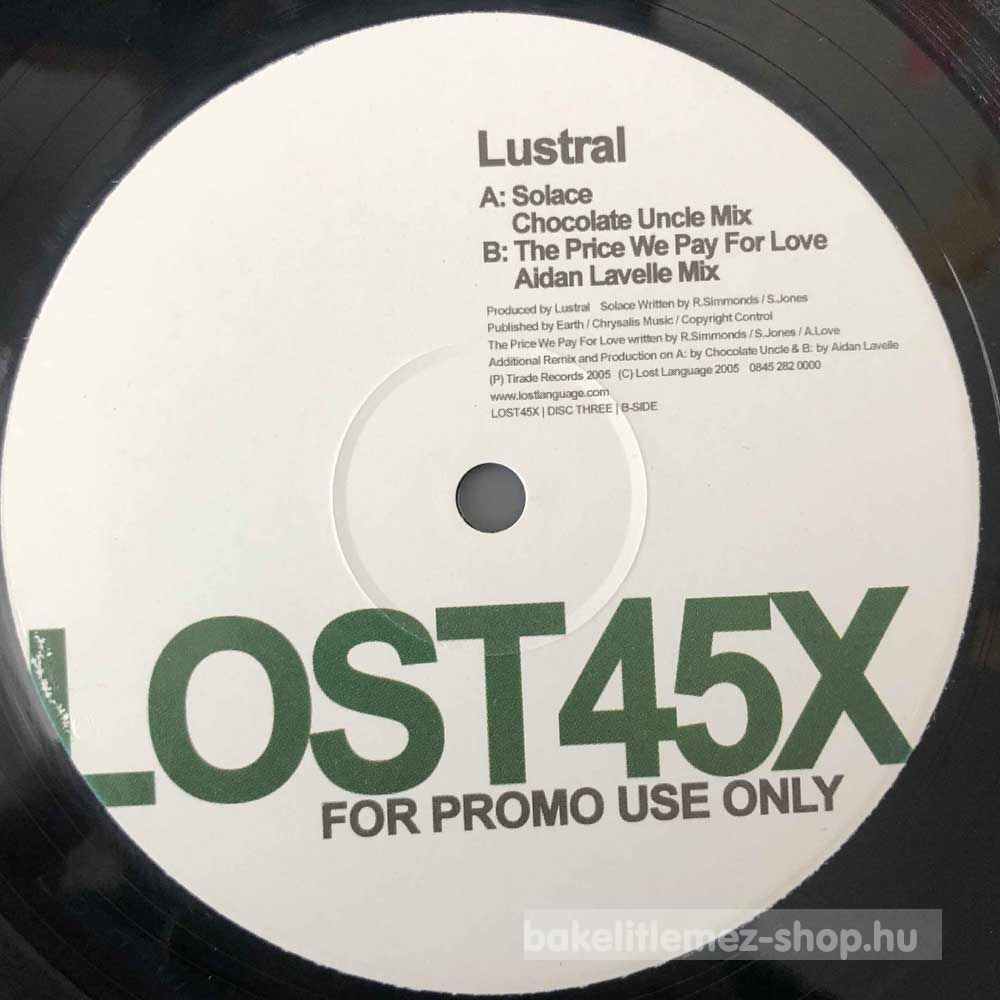 Lustral
A: Solace
Chocolate Uncle Mix
B: The Price We Pay For Love
Aidan Lavelle Mix
Produced by Lustral Solace Written by R.Simmonds / S.Jones
Published by Earth / Chrysalis Music / Copyright Control
The Price We Pay For Love written by R.Simmonds / S.Jones / A.Love
Additional Remix and Production on A: by Chocolate Uncle & B: by Aidan Lavelle
(P) Tirade Records 2005 (C) Lost Language 2005 0845 282 0000
www.lostlanguage.com
LOST45X | DISC THREE | B-SIDE
LOST45X
FOR PROMO USE ONLY
bakelitlemez-shop.hu